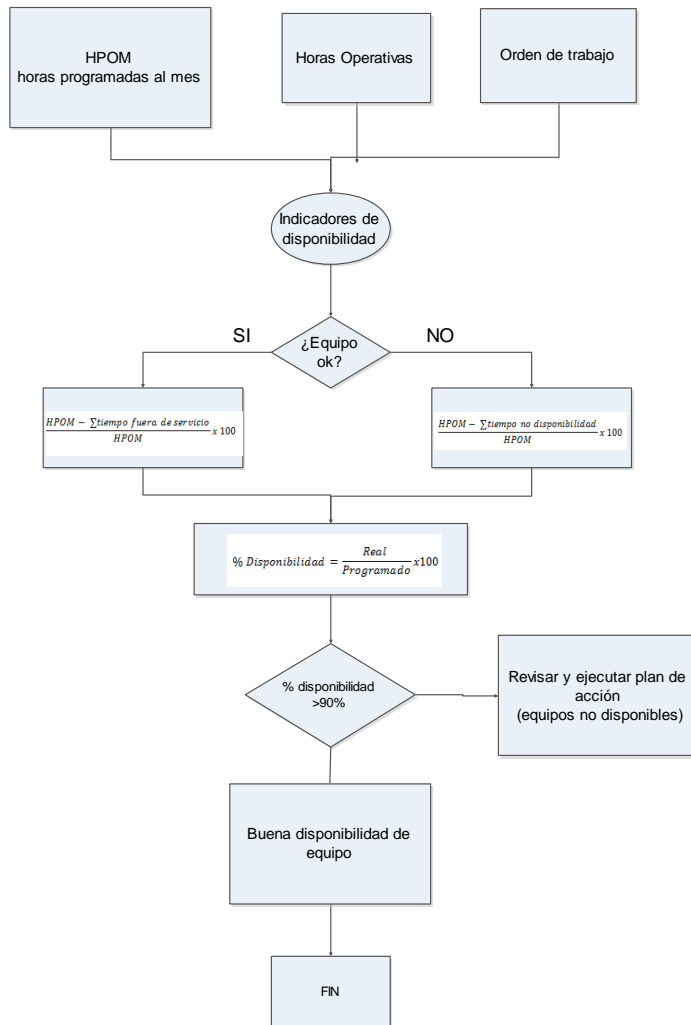 HPOM
horas programadas al mes
Horas Operativas
Orden de trabajo
Indicadores de
disponibilidad
SI
¿Equipo
ok?
NO
HPOM − ∑tiempo fuera de servicio
HPOM
x 100
HPOM − ∑tiempo no disponibilidad
HPOM
x 100
% Disponibilidad = Real
Programado
x100
% disponibilidad
>90%
Revisar y ejecutar plan de
acción
(equipos no disponibles)
Buena disponibilidad de
equipo
FIN